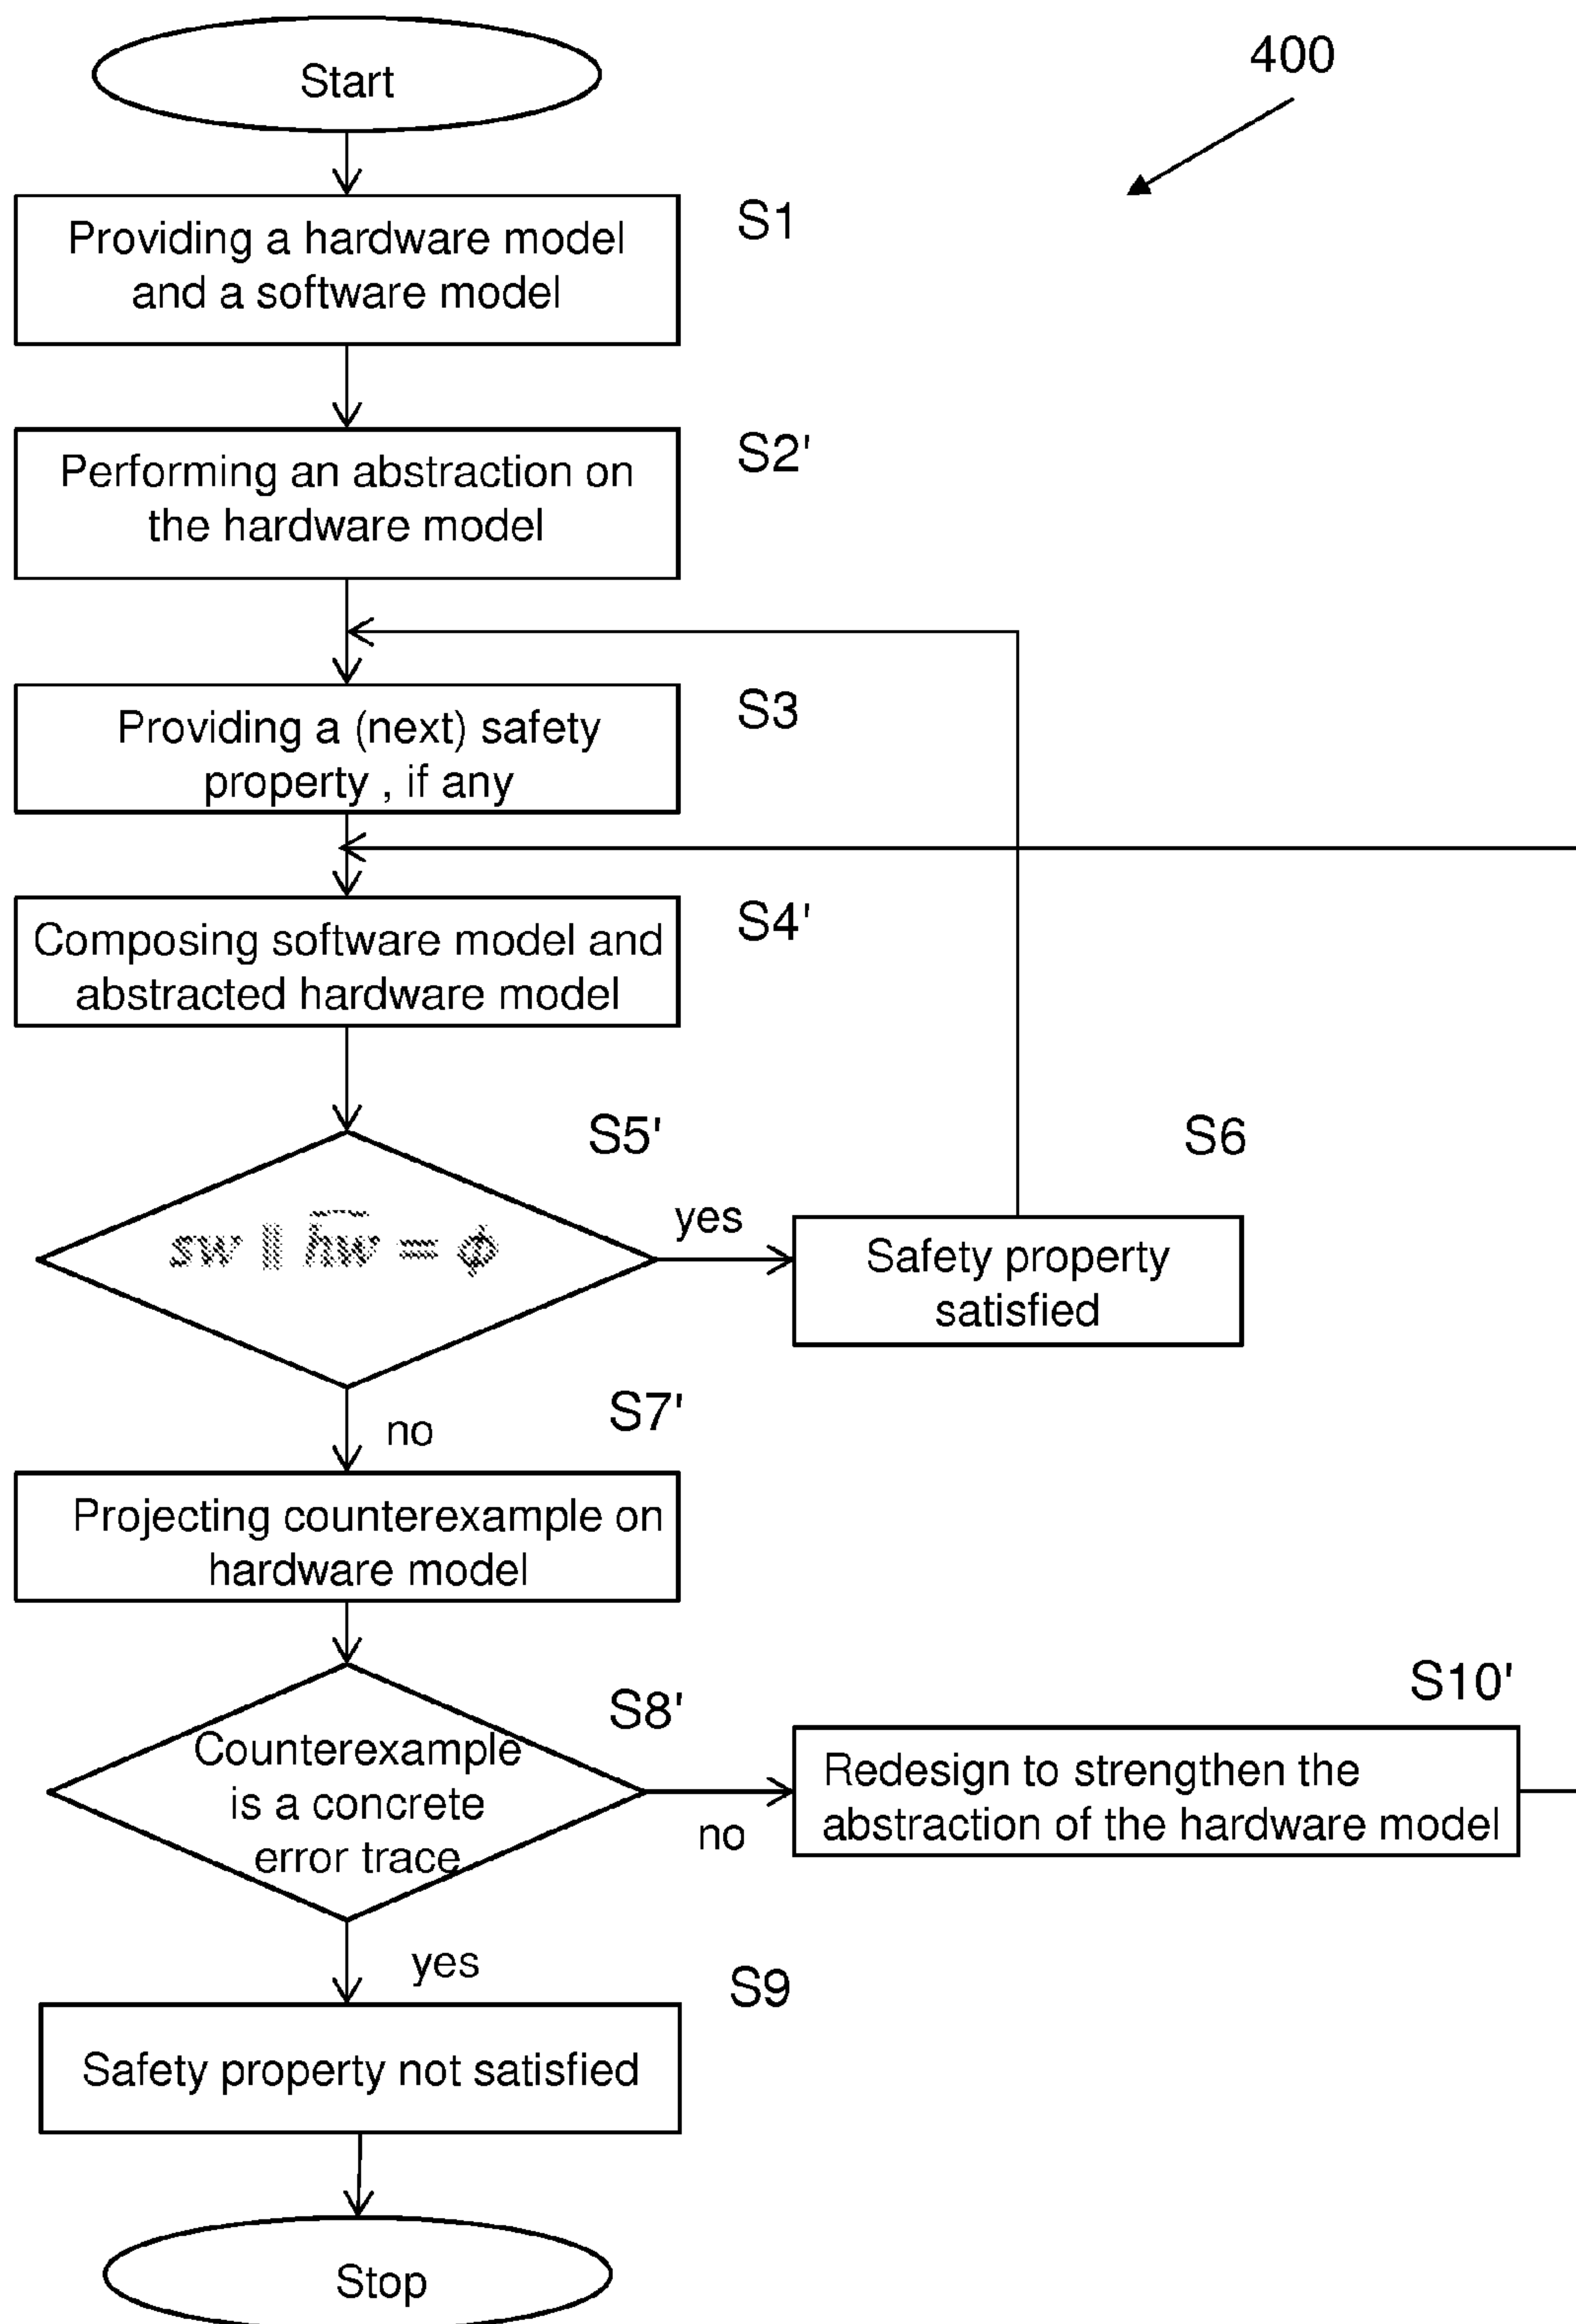 400
Start
Providing a hardware model
and a software model
S1
Performing an abstraction on
the hardware model
S2'
Providing a (next) safety
property , if any
S3
Composing software model and
abstracted hardware model
S4'
S5'
sw || h͡w = ϕ
yes
S6
Safety property
satisfied
no
S7'
Projecting counterexample on
hardware model
S8'
Counterexample
is a concrete
error trace
no
S10'
Redesign to strengthen the
abstraction of the hardware model
yes
S9
Safety property not satisfied
Stop